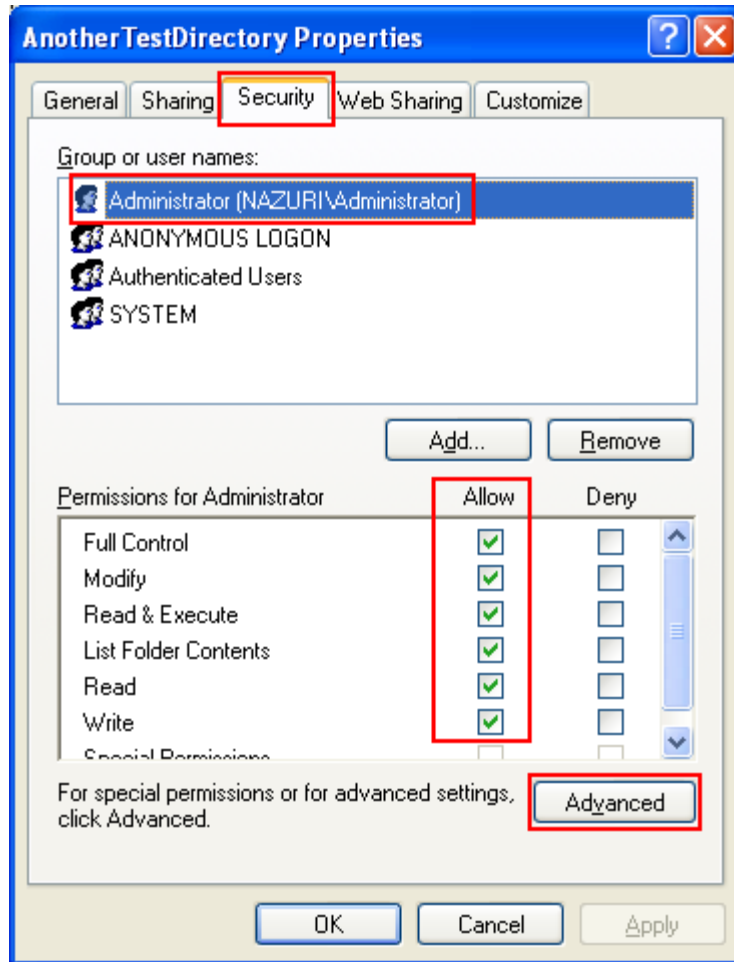 AnotherTestDirectory Properties
General Sharing Security Web Sharing Customize
Group or user names:
Administrator (NAZURI\Administrator)
ANONYMOUS LOGON
Authenticated Users
SYSTEM
Add... Remove
Permissions for Administrator Allow Deny
Full Control
Modify
Read & Execute
List Folder Contents
Read
Write
Special Permissions
For special permissions or for advanced settings,
click Advanced.
Advanced
OK Cancel Apply